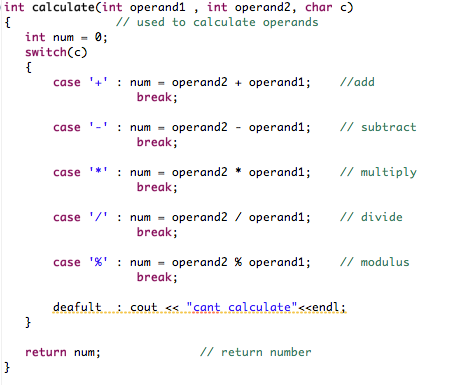 int calculate(int operand1 , int operand2, char c)
{ // used to calculate operands
int num = 0;
switch(c)
{
case '+' : num = operand2 + operand1; //add
break;
case '-' : num = operand2 - operand1; // subtract
break;
case '*' : num = operand2 * operand1; // multiply
break;
case '/' : num = operand2 / operand1; // divide
break;
case '%' : num = operand2 % operand1; // modulus
break;
deafult : cout << "cant calculate"<<endl;
}
return num; // return number
}